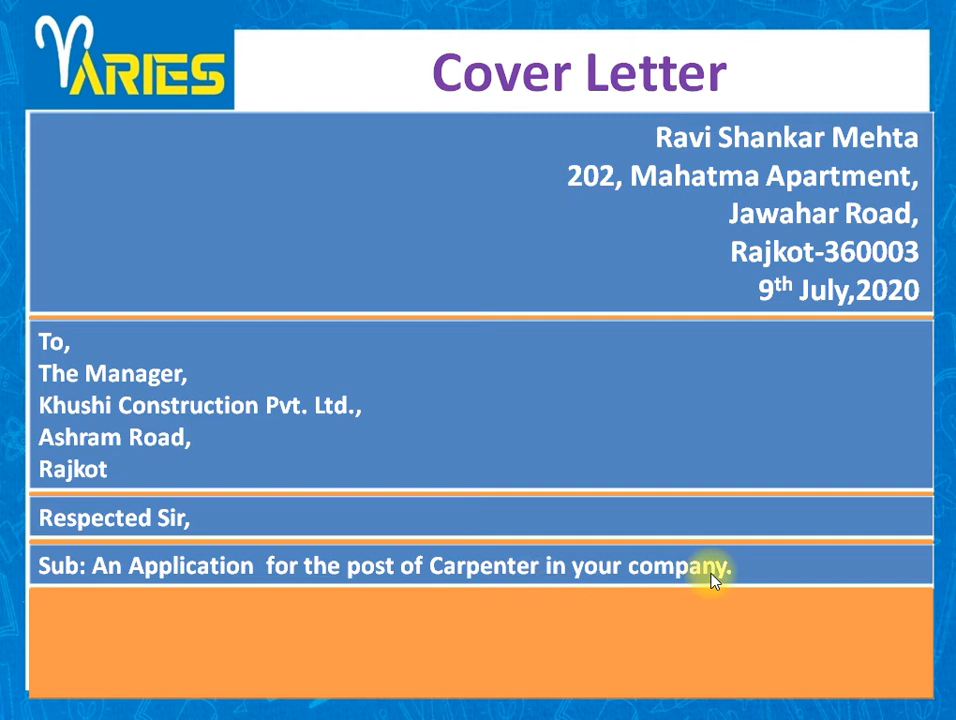 ARIES
Cover Letter
Ravi Shankar Mehta
202, Mahatma Apartment,
Jawahar Road,
Rajkot-360003
9th July,2020
To,
The Manager,
Khushi Construction Pvt. Ltd.,
Ashram Road,
Rajkot
Respected Sir,
Sub: An Application  for the post of Carpenter in your company.